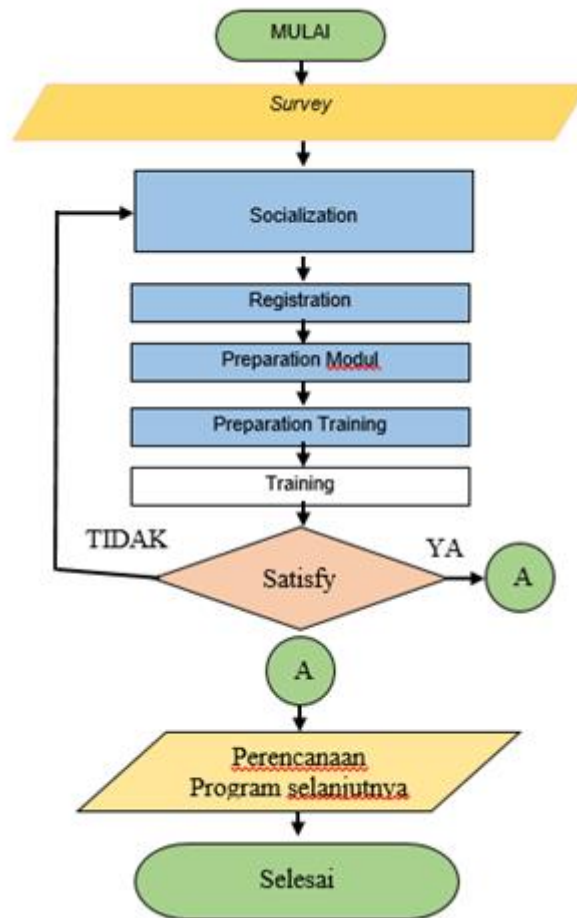 MULAI
Survey
Socialization
Registration
Preparation Modul
Preparation Training
Training
TIDAK
YA
Satisfy
A
A
Perencanaan
Program selanjutnya
Selesai